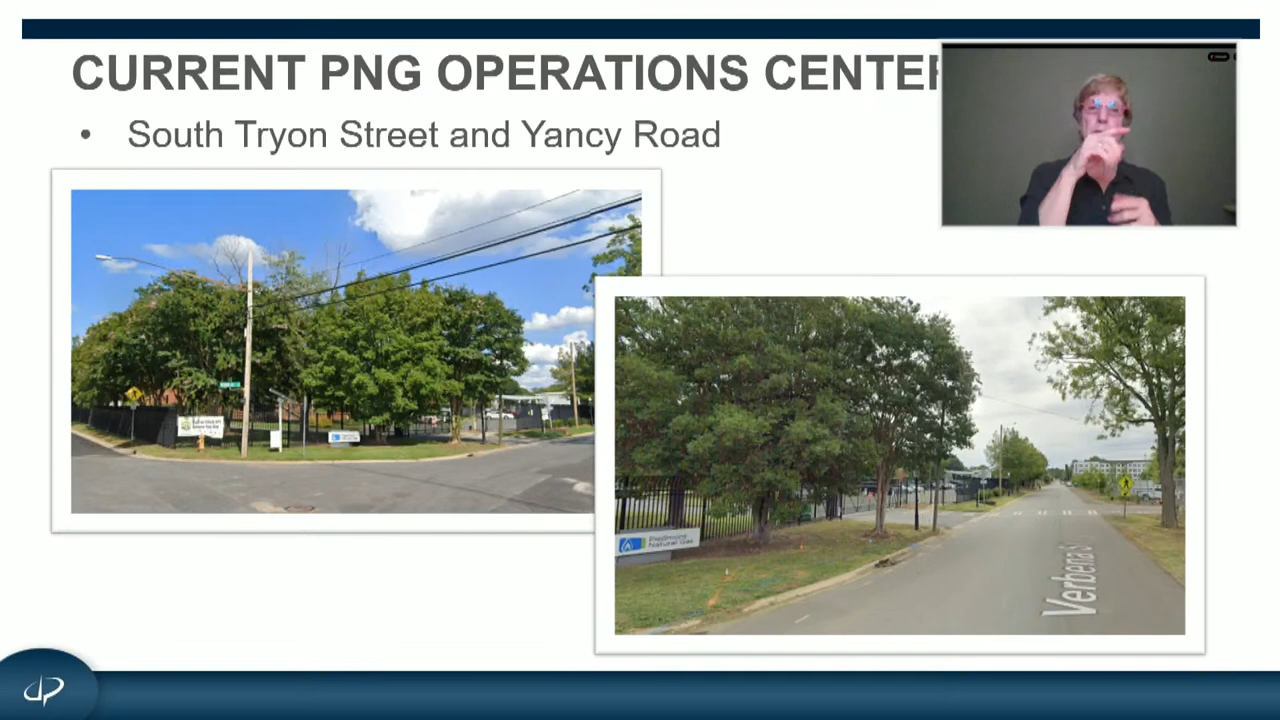 CURRENT PNG OPERATIONS CENTER
• South Tryon Street and Yancy Road
Piedmont
Natural Gas
Verbena St